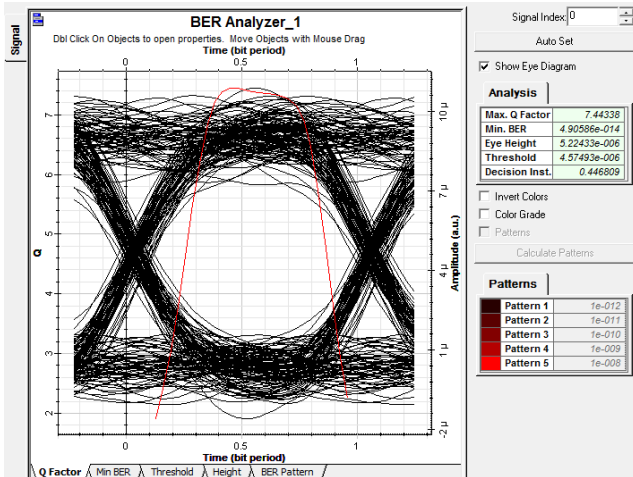 Signal
BER Analyzer_1
Dbl Click On Objects to open properties. Move Objects with Mouse Drag
Time (bit period)
0 0.5 1
Q
7
6
5
4
3
2
Amplitude (a.u.)
10 µ
7 µ
4 µ
1 µ
-2 µ
0 0.5 1
Time (bit period)
Q Factor Min BER Threshold Height BER Pattern
Signal Index: 0
Auto Set
Show Eye Diagram
Analysis
Max. Q Factor 7.44338
Min. BER 4.90586e-014
Eye Height 5.22433e-006
Threshold 4.57493e-006
Decision Inst. 0.446809
Invert Colors
Color Grade
Patterns
Calculate Patterns
Patterns
Pattern 1 1e-012
Pattern 2 1e-011
Pattern 3 1e-010
Pattern 4 1e-009
Pattern 5 1e-008